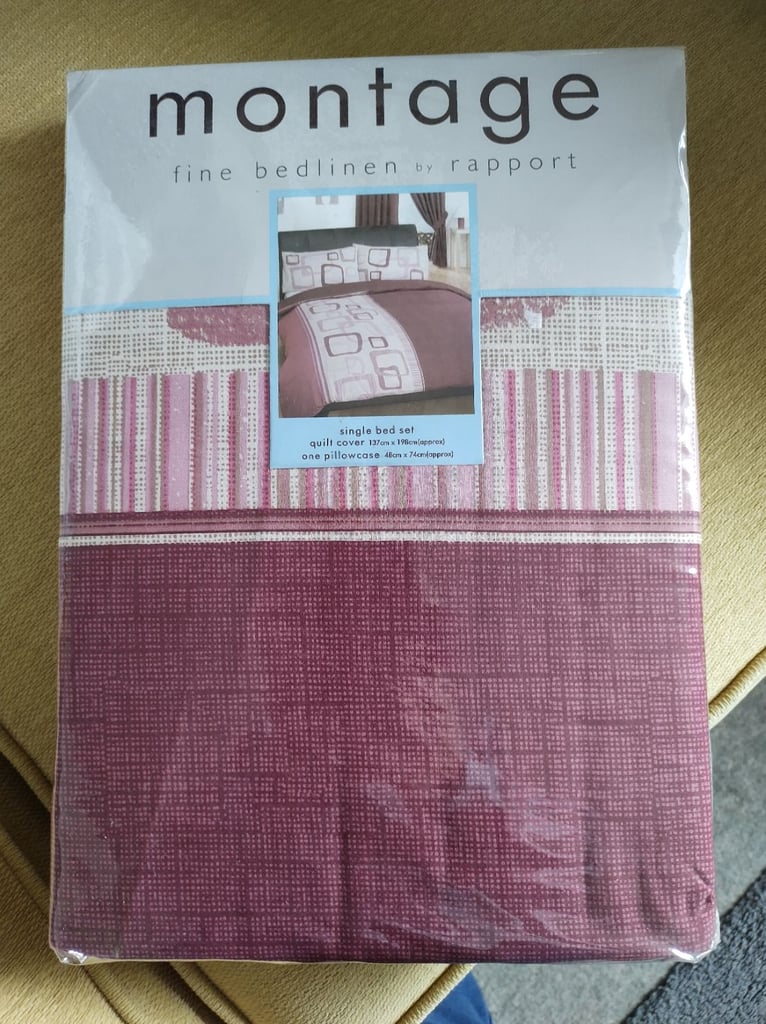 montage
fine bedlinen by rapport
single bed set
quilt cover 137cm x 198cm(approx)
one pillowcase 48cm x 74cm(approx)